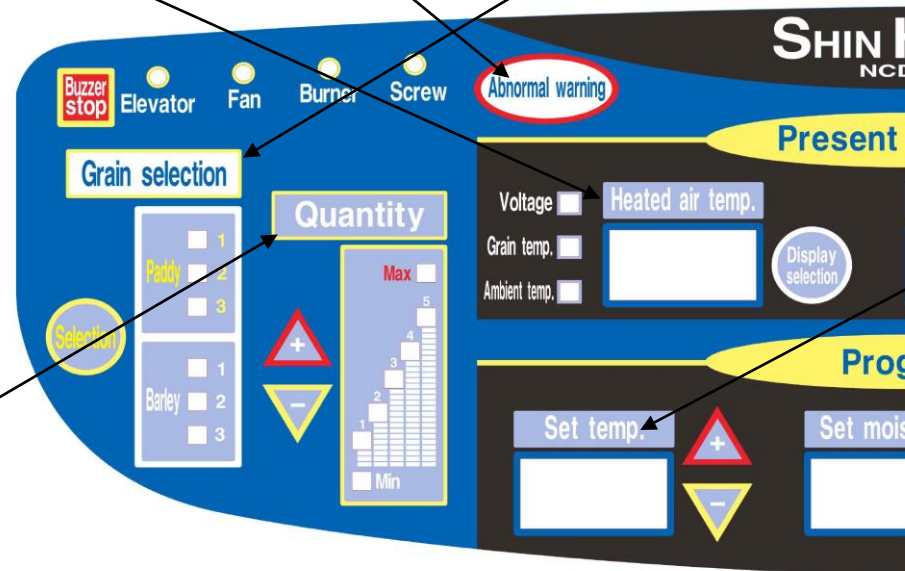 SHIN
NCD
Buzzer
stop
Elevator
Fan
Burner
Screw
Abnormal warning
Present
Grain selection
Quantity
Voltage
Heated air temp.
Grain temp.
Ambient temp.
Display
selection
Paddy
1
2
3
Max
5
4
3
2
1
Min
Selection
+
−
Barley
1
2
3
Prog
Set temp.
+
−
Set mois